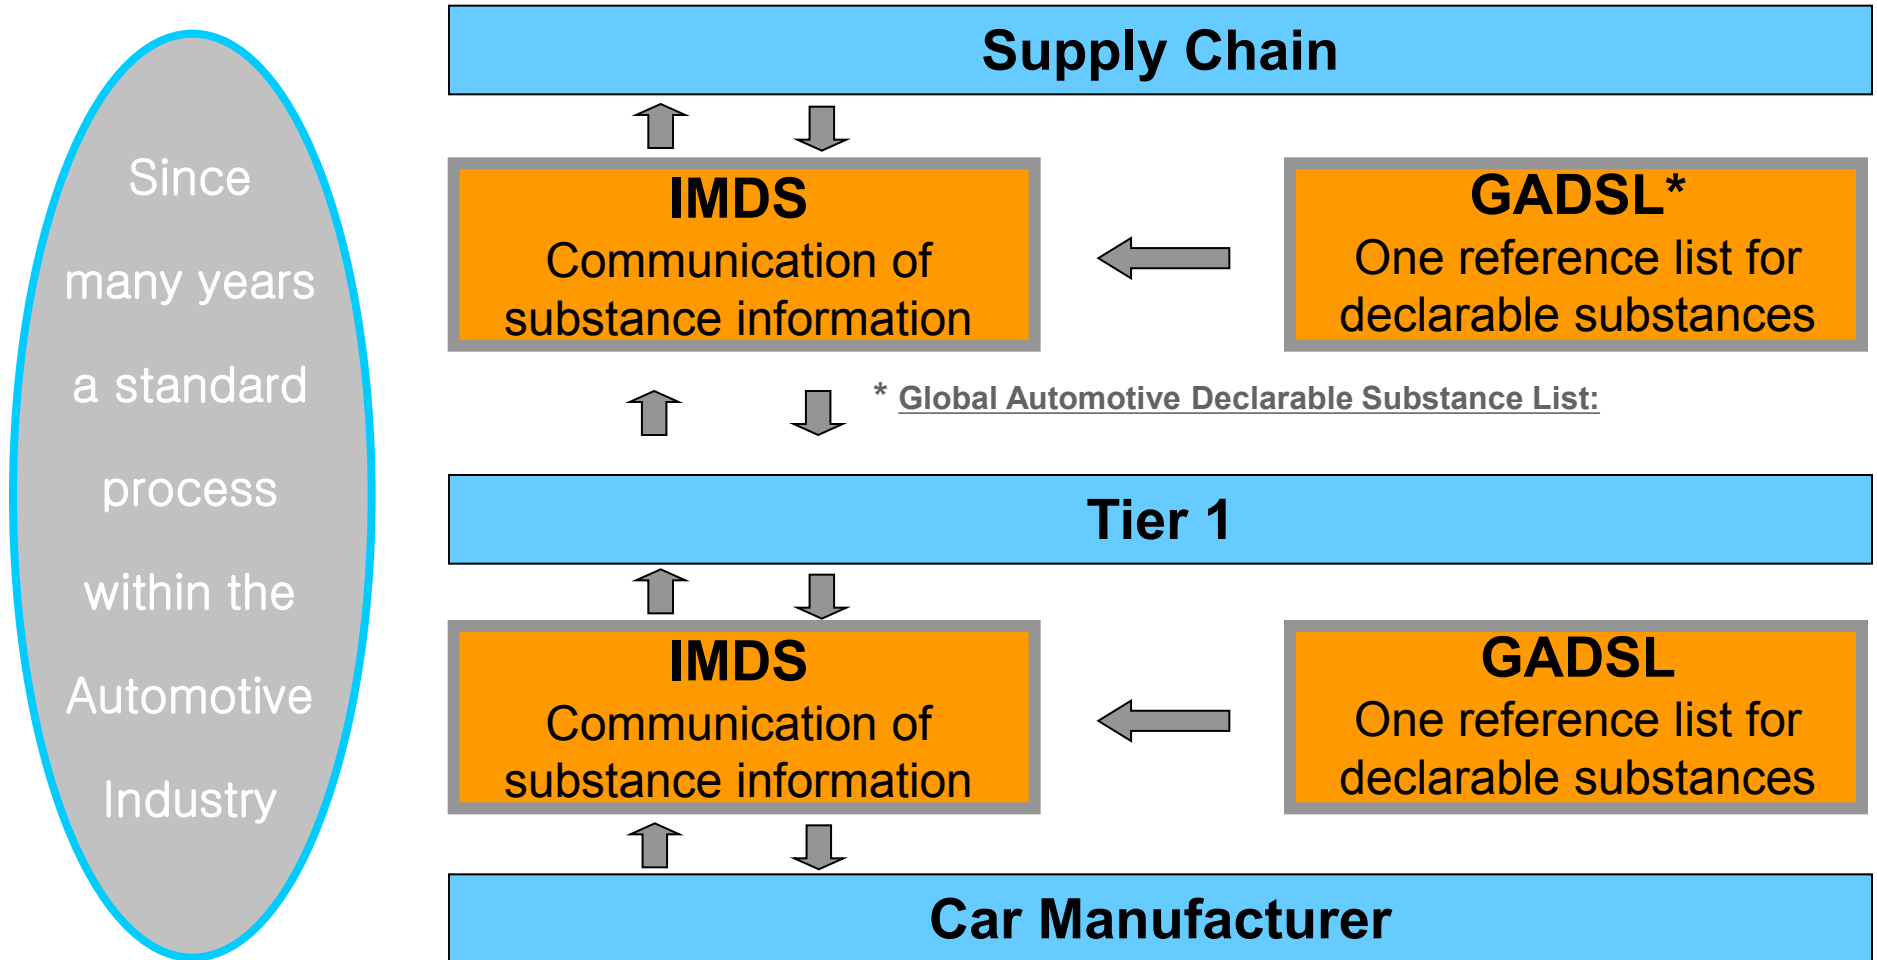 Since
many years
a standard
process
within the
Automotive
Industry
Supply Chain
IMDS
Communication of
substance information
GADSL*
One reference list for
declarable substances
* Global Automotive Declarable Substance List:
Tier 1
IMDS
Communication of
substance information
GADSL
One reference list for
declarable substances
Car Manufacturer